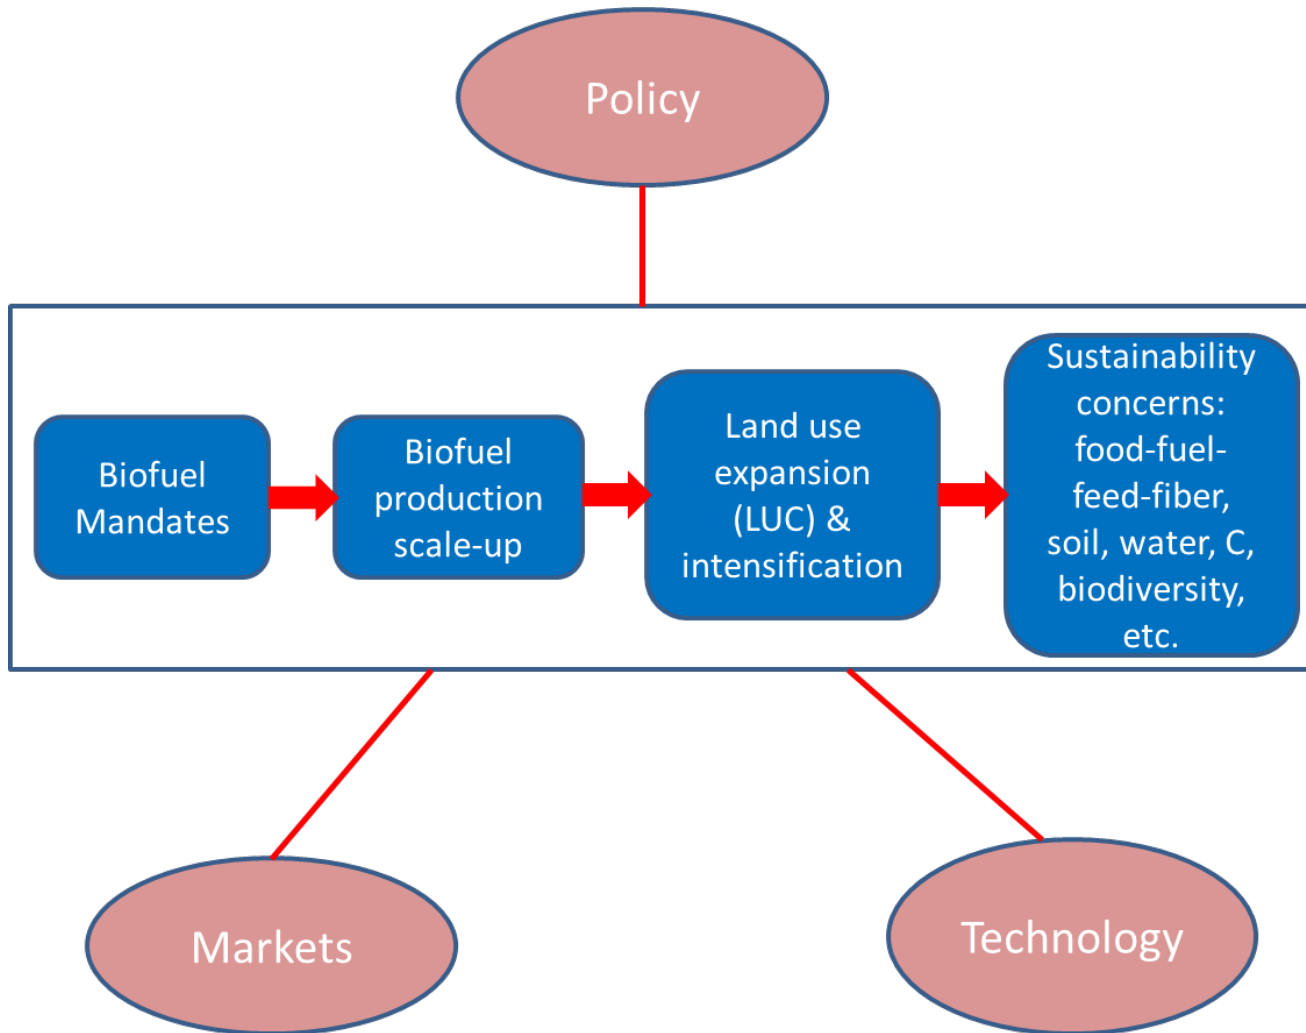 Policy
Biofuel
Mandates
Biofuel
production
scale-up
Land use
expansion
(LUC) &
intensification
Sustainability
concerns:
food-fuel-
feed-fiber,
soil, water, C,
biodiversity,
etc.
Markets
Technology